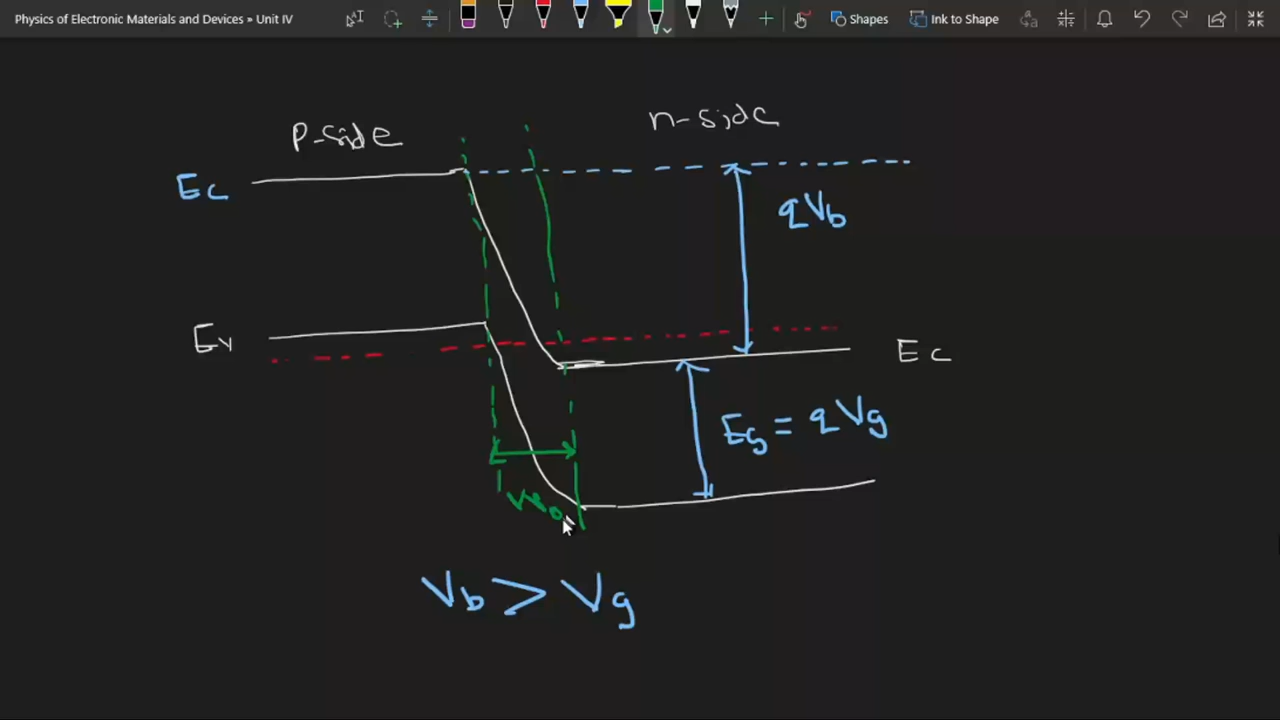 Physics of Electronic Materials and Devices » Unit IV
Shapes
Ink to Shape
P-side
n-side
Ec
qVb
Ev
Ec
Eg = qVg
Vb > Vg